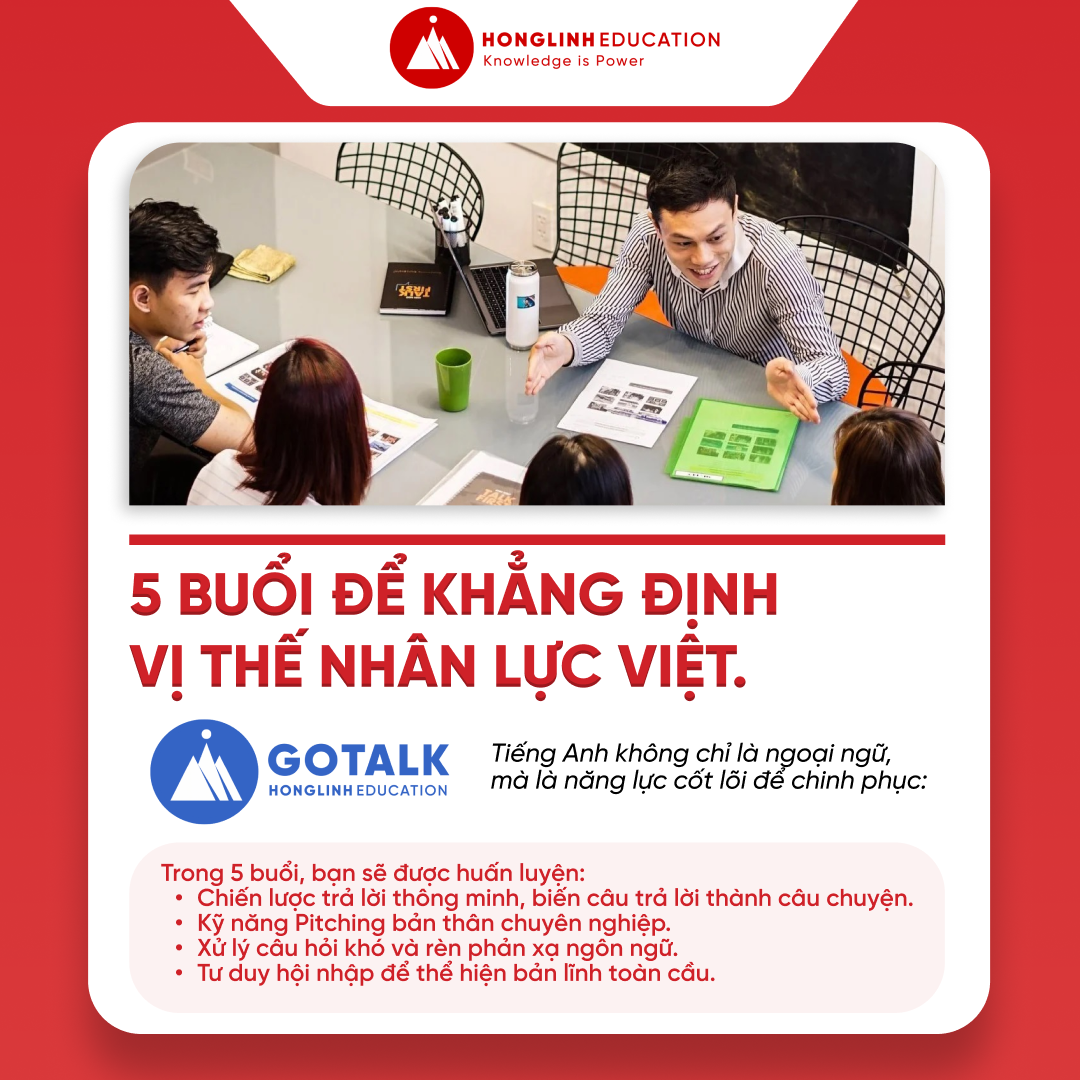 HONGLINH EDUCATION
Knowledge is Power
5 BUỔI ĐỂ KHẲNG ĐỊNH
VỊ THẾ NHÂN LỰC VIỆT.
GOTALK
HONGLINH EDUCATION
Tiếng Anh không chỉ là ngoại ngữ,
mà là năng lực cốt lõi để chinh phục:
Trong 5 buổi, bạn sẽ được huấn luyện:
• Chiến lược trả lời thông minh, biến câu trả lời thành câu chuyện.
• Kỹ năng Pitching bản thân chuyên nghiệp.
• Xử lý câu hỏi khó và rèn phản xạ ngôn ngữ.
• Tư duy hội nhập để thể hiện bản lĩnh toàn cầu.